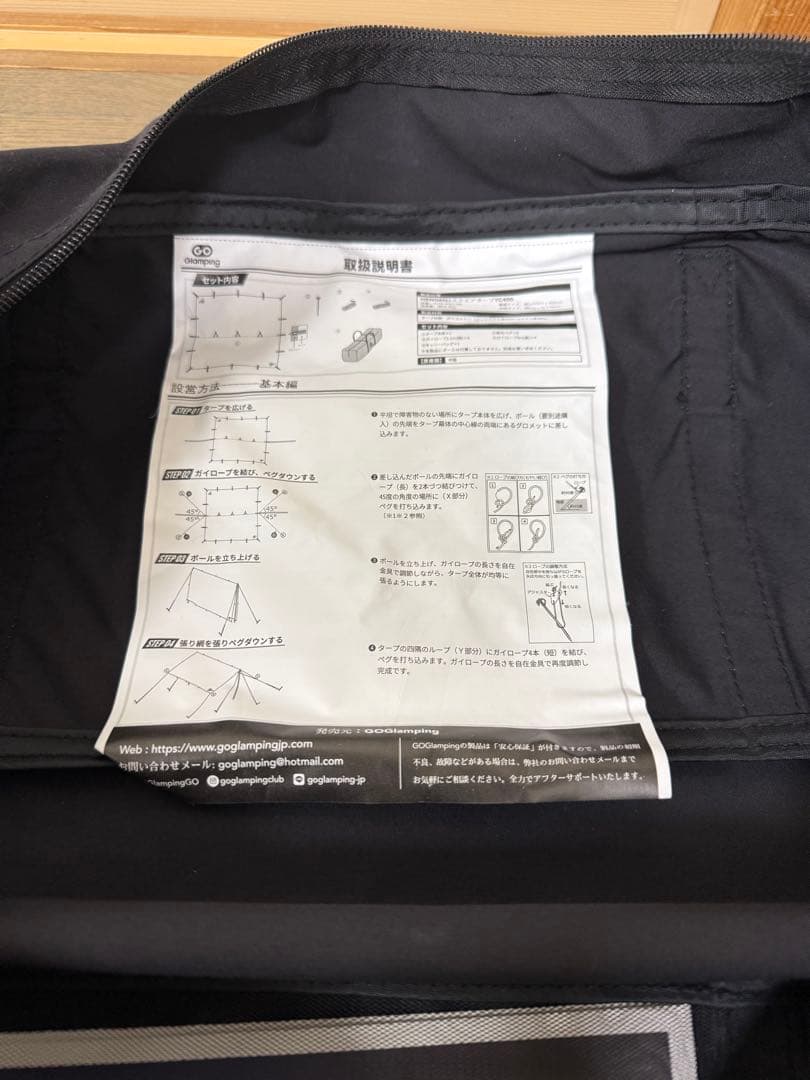 GO
Glamping
取扱説明書
セット内容
セット内容
設営方法───基本編
STEP 01 タープを広げる
❶ 平坦で障害物のない場所にタープ本体を広げ、ポール（要別途購
入）の先端をタープ幕体の中心線の両端にあるグロメットに差し
込みます。
STEP 02 ガイロープを結び、ペグダウンする
45°
45°
45°
45°
❷ 差し込んだポールの先端にガイロ
ープ（長）を2本づつ結びつけて、
45度の角度の場所に（X部分）
ペグを打ち込みます。
（※1※2参照）
1
2
3
4
STEP 03 ポールを立ち上げる
❸ ポールを立ち上げ、ガイロープの長さを自在
金具で調節しながら、タープ全体が均等に
張るようにします。
STEP 04 張り綱を張りペグダウンする
❹ タープの四隅のループ（Y部分）にガイロープ4本（短）を結び、
ペグを打ち込みます。ガイロープの長さを自在金具で再度調節し
完成です。
発売元：GOGlamping
Web : https://www.goglampingjp.com
お問い合わせメール: goglamping@hotmail.com
lampingGO goglampingclub goglamping-jp
GOGlampingの製品は「安心保証」が付きますので、製品の初期
不良、故障などがある場合は、弊社のお問い合わせメールまで
お気軽にご相談ください。全力でアフターサポートいたします。